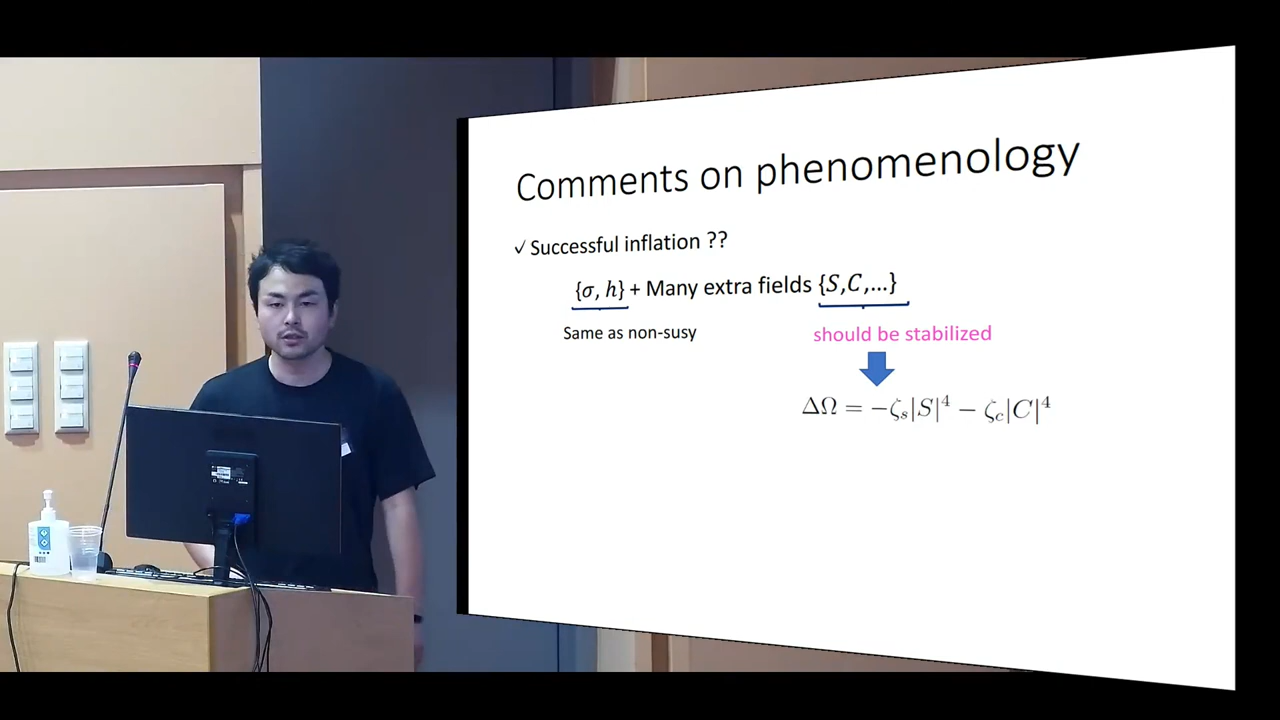 Comments on phenomenology
✓ Successful inflation ??
{σ, h} + Many extra fields {S,C,...}
Same as non-susy
should be stabilized
ΔΩ = −ζ_s|S|^4 − ζ_c|C|^4